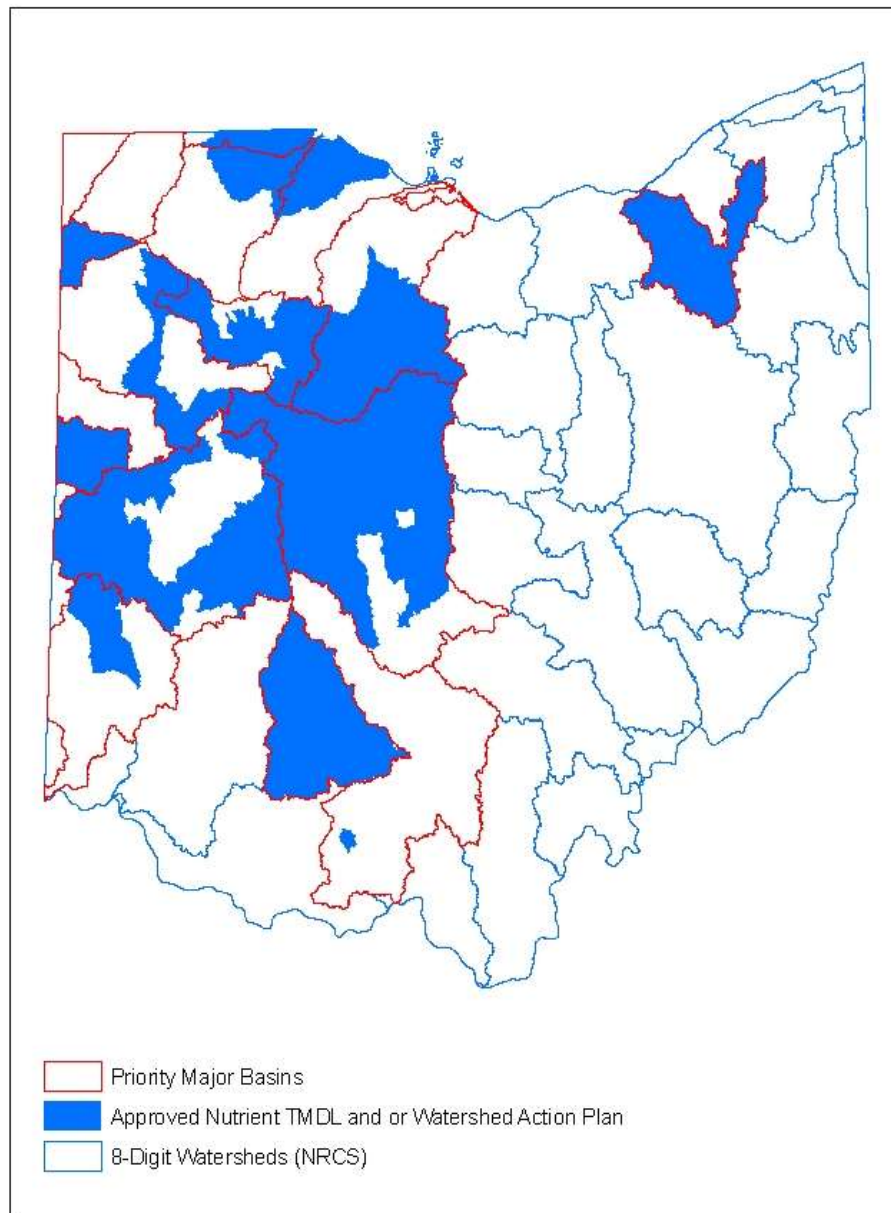 Priority Major Basins
Approved Nutrient TMDL and or Watershed Action Plan
8-Digit Watersheds (NRCS)